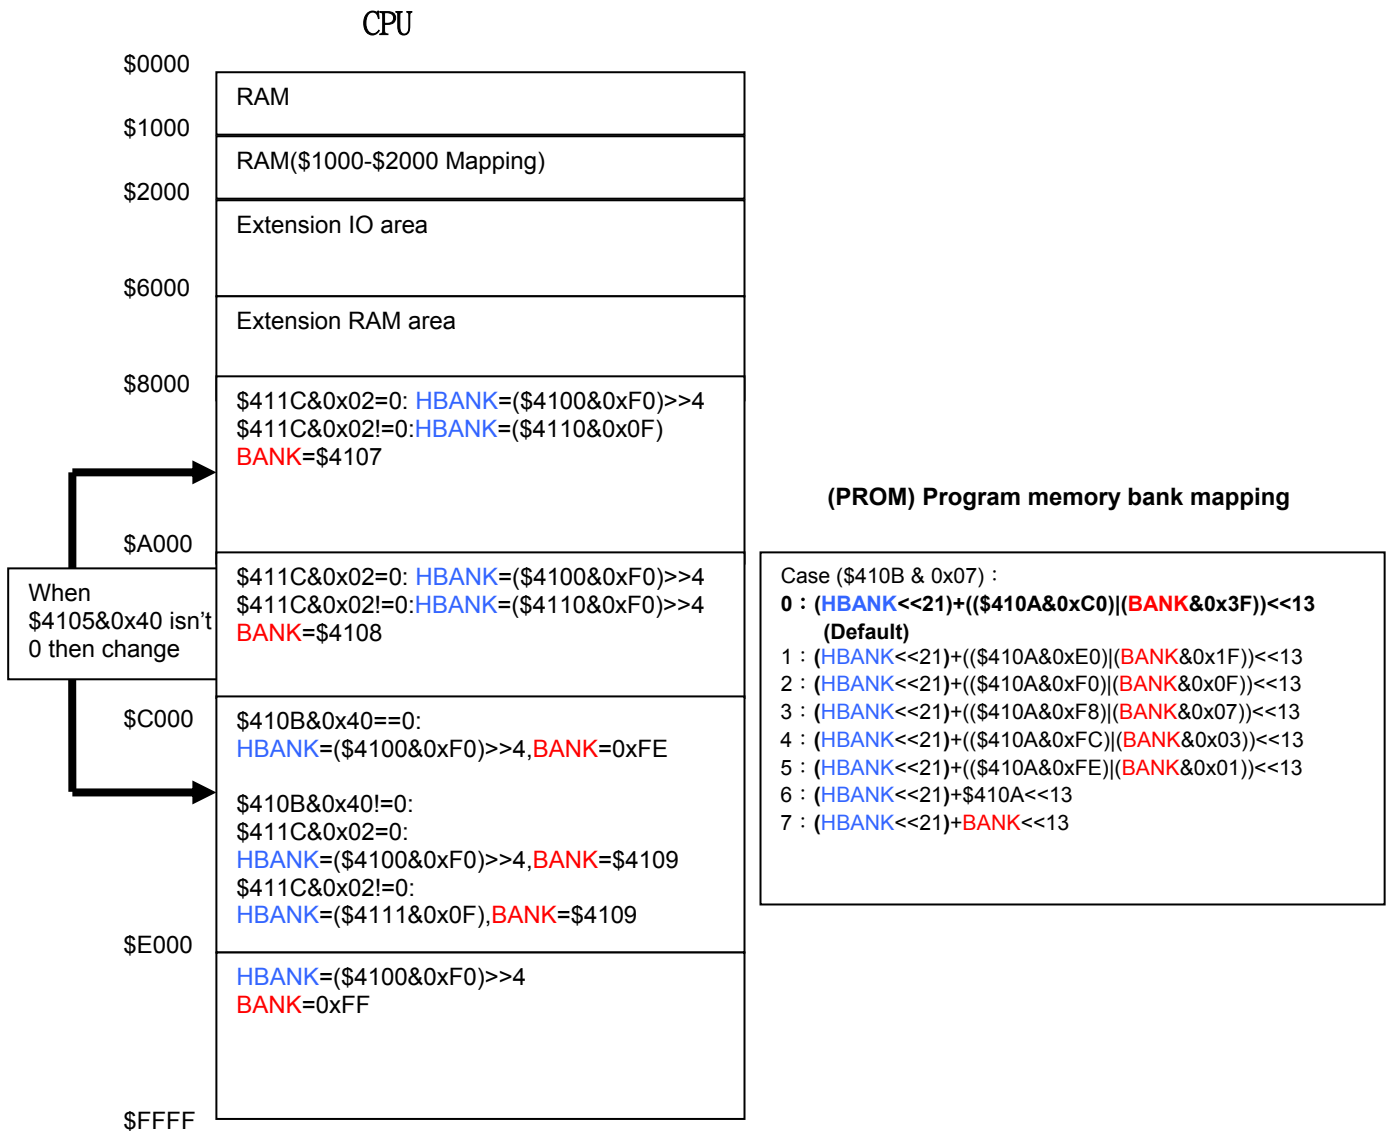 CPU
$0000
RAM
$1000
RAM($1000-$2000 Mapping)
$2000
Extension IO area
$6000
Extension RAM area
$8000
$411C&0x02=0: HBANK=($4100&0xF0)>>4
$411C&0x02!=0:HBANK=($4110&0x0F)
BANK=$4107
$A000
$411C&0x02=0: HBANK=($4100&0xF0)>>4
$411C&0x02!=0:HBANK=($4110&0xF0)>>4
BANK=$4108
When
$4105&0x40 isn't
0 then change
$C000
$410B&0x40==0:
HBANK=($4100&0xF0)>>4,BANK=0xFE
$410B&0x40!=0:
$411C&0x02=0:
HBANK=($4100&0xF0)>>4,BANK=$4109
$411C&0x02!=0:
HBANK=($4111&0x0F),BANK=$4109
$E000
HBANK=($4100&0xF0)>>4
BANK=0xFF
$FFFF
(PROM) Program memory bank mapping
Case ($410B & 0x07)：
0：(HBANK<<21)+(($410A&0xC0)|(BANK&0x3F))<<13
(Default)
1：(HBANK<<21)+(($410A&0xE0)|(BANK&0x1F))<<13
2：(HBANK<<21)+(($410A&0xF0)|(BANK&0x0F))<<13
3：(HBANK<<21)+(($410A&0xF8)|(BANK&0x07))<<13
4：(HBANK<<21)+(($410A&0xFC)|(BANK&0x03))<<13
5：(HBANK<<21)+(($410A&0xFE)|(BANK&0x01))<<13
6：(HBANK<<21)+$410A<<13
7：(HBANK<<21)+BANK<<13